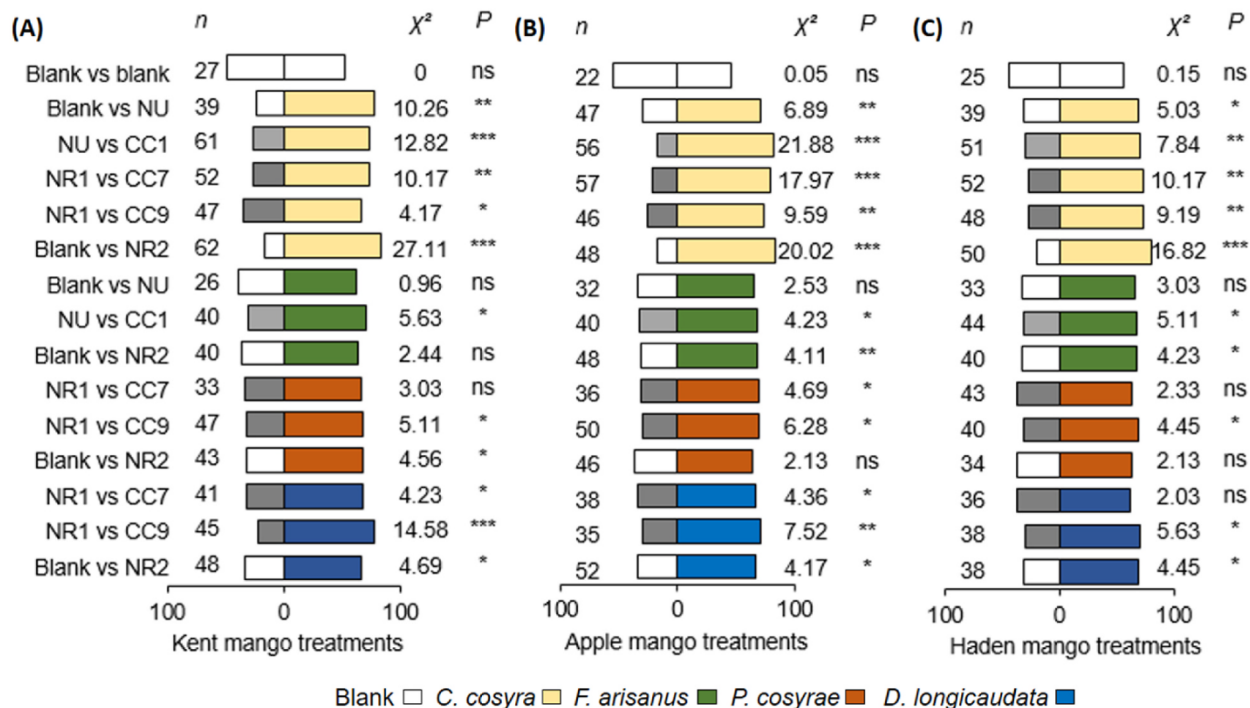 (A) n χ² P (B) n χ² P (C) n χ² P
Blank vs blank 27 0 ns 22 0.05 ns 25 0.15 ns
Blank vs NU 39 10.26 ** 47 6.89 ** 39 5.03 *
NU vs CC1 61 12.82 *** 56 21.88 *** 51 7.84 **
NR1 vs CC7 52 10.17 ** 57 17.97 *** 52 10.17 **
NR1 vs CC9 47 4.17 * 46 9.59 ** 48 9.19 **
Blank vs NR2 62 27.11 *** 48 20.02 *** 50 16.82 ***
Blank vs NU 26 0.96 ns 32 2.53 ns 33 3.03 ns
NU vs CC1 40 5.63 * 40 4.23 * 44 5.11 *
Blank vs NR2 40 2.44 ns 48 4.11 ** 40 4.23 *
NR1 vs CC7 33 3.03 ns 36 4.69 * 43 2.33 ns
NR1 vs CC9 47 5.11 * 50 6.28 * 40 4.45 *
Blank vs NR2 43 4.56 * 46 2.13 ns 34 2.13 ns
NR1 vs CC7 41 4.23 * 38 4.36 * 36 2.03 ns
NR1 vs CC9 45 14.58 *** 35 7.52 ** 38 5.63 *
Blank vs NR2 48 4.69 * 52 4.17 * 38 4.45 *
100 0 100 100 0 100 100 0 100
Kent mango treatments Apple mango treatments Haden mango treatments
Blank C. cosyra F. arisanus P. cosyrae D. longicaudata